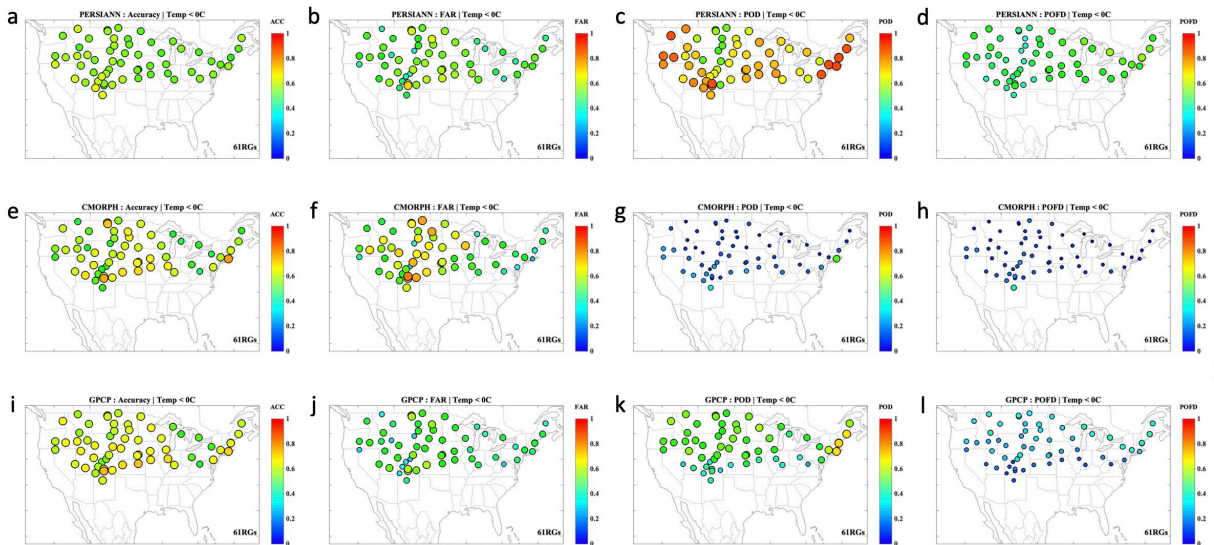 a
PERSIANN : Accuracy | Temp < 0C
ACC
1
0.8
0.6
0.4
0.2
0
61RGs
b
PERSIANN : FAR | Temp < 0C
FAR
1
0.8
0.6
0.4
0.2
0
61RGs
c
PERSIANN : POD | Temp < 0C
POD
1
0.8
0.6
0.4
0.2
0
61RGs
d
PERSIANN : POFD | Temp < 0C
POFD
1
0.8
0.6
0.4
0.2
0
61RGs
e
CMORPH : Accuracy | Temp < 0C
ACC
1
0.8
0.6
0.4
0.2
0
61RGs
f
CMORPH : FAR | Temp < 0C
FAR
1
0.8
0.6
0.4
0.2
0
61RGs
g
CMORPH : POD | Temp < 0C
POD
1
0.8
0.6
0.4
0.2
0
61RGs
h
CMORPH : POFD | Temp < 0C
POFD
1
0.8
0.6
0.4
0.2
0
61RGs
i
GPCP : Accuracy | Temp < 0C
ACC
1
0.8
0.6
0.4
0.2
0
61RGs
j
GPCP : FAR | Temp < 0C
FAR
1
0.8
0.6
0.4
0.2
0
61RGs
k
GPCP : POD | Temp < 0C
POD
1
0.8
0.6
0.4
0.2
0
61RGs
l
GPCP : POFD | Temp < 0C
POFD
1
0.8
0.6
0.4
0.2
0
61RGs